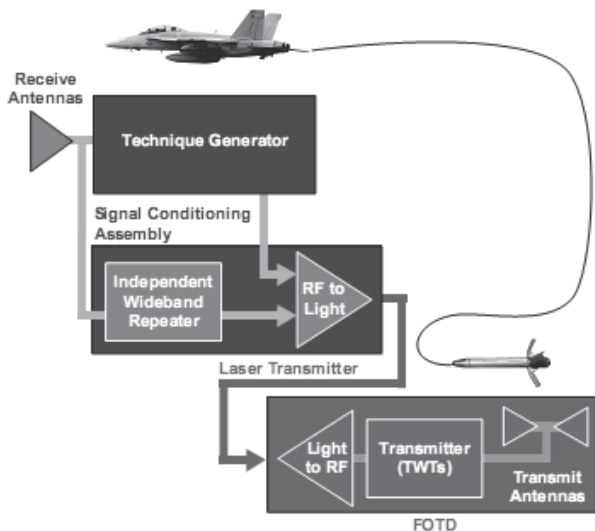 Receive
Antennas
Technique Generator
Signal Conditioning
Assembly
Independent
Wideband
Repeater
RF to
Light
Laser Transmitter
Light
to RF
Transmitter
(TWTs)
Transmit
Antennas
FOTD